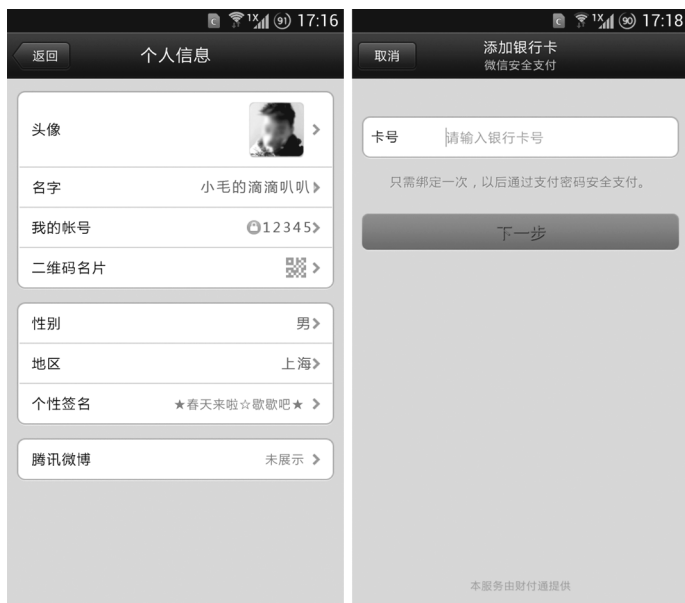 1X 91 17:16
返回
个人信息
头像
名字 小毛的滴滴叭叭
我的帐号 12345
二维码名片
性别 男
地区 上海
个性签名 ★春天来啦☆歇歇吧★
腾讯微博 未展示
1X 90 17:18
取消
添加银行卡
微信安全支付
卡号 请输入银行卡号
只需绑定一次，以后通过支付密码安全支付。
下一步
本服务由财付通提供